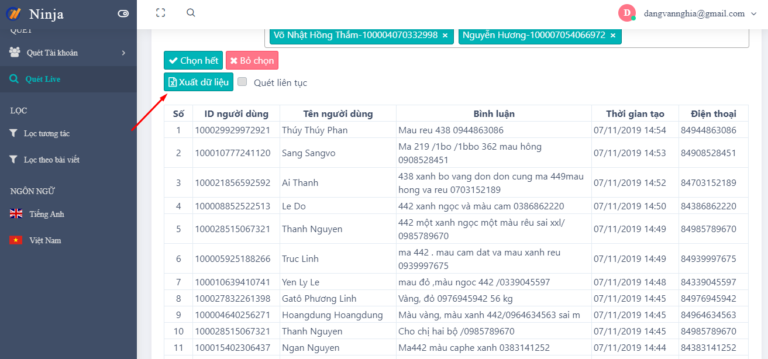 Ninja
dangvannghia@gmail.com
QUÉT
Quét Tài khoản
Quét Live
LỌC
Lọc tương tác
Lọc theo bài viết
NGÔN NGỮ
Tiếng Anh
Việt Nam
Võ Nhật Hồng Thắm-100004070332998 × Nguyễn Hương-100007054066972 ×
Chọn hết Bỏ chọn
Xuất dữ liệu Quét liên tục
Số ID người dùng Tên người dùng Bình luận Thời gian tạo Điện thoại
1 100029929972921 Thúy Thúy Phan Mau reu 438 0944863086 07/11/2019 14:54 84944863086
2 100010777241120 Sang Sangvo Ma 219 /1bo /1bbo 362 mau hông 07/11/2019 14:53 84908528451
0908528451
3 100021856592592 Ai Thanh 438 xanh bo vang don don cung ma 449mau 07/11/2019 14:52 84703152189
hong va reu 0703152189
4 100008852522513 Le Do 442 xanh ngọc và màu cam 0386862220 07/11/2019 14:50 84386862220
5 100028515067321 Thanh Nguyen 442 một xanh ngọc một màu rêu sai xxl/ 07/11/2019 14:49 84985789670
0985789670
6 100005925188266 Truc Linh ma 442 . mau cam dat va mau xanh reu 07/11/2019 14:49 84939997675
0939997675
7 100010639410741 Yen Ly Le mau đỏ ,màu ngoc 442 /0339045597 07/11/2019 14:48 84339045597
8 100027832261398 Gatô Phương Linh Vàng, đỏ 0976945942 56 kg 07/11/2019 14:45 84976945942
9 100004640256271 Hoangdung Hoangdung Màu vàng, màu xanh 442/0964634563 sai m 07/11/2019 14:45 84964634563
10 100028515067321 Thanh Nguyen Cho chị hai bộ /0985789670 07/11/2019 14:45 84985789670
11 100015402306437 Ngan Nguyen Ma442 màu caphe xanh 0383141252 07/11/2019 14:44 84383141252